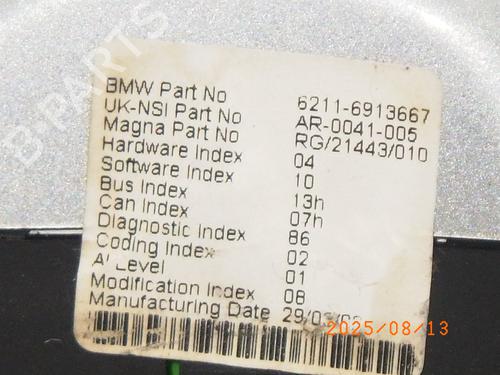 B-PARTS
BMW Part No 6211-6913667
UK-NSI Part No AR-0041-005
Magna Part No RG/21443/010
Hardware Index 04
Software Index 10
Bus Index 13h
Can Index 07h
Diagnostic Index 86
Coding Index 02
AI Level 01
Modification Index 08
Manufacturing Date
2025/08/13